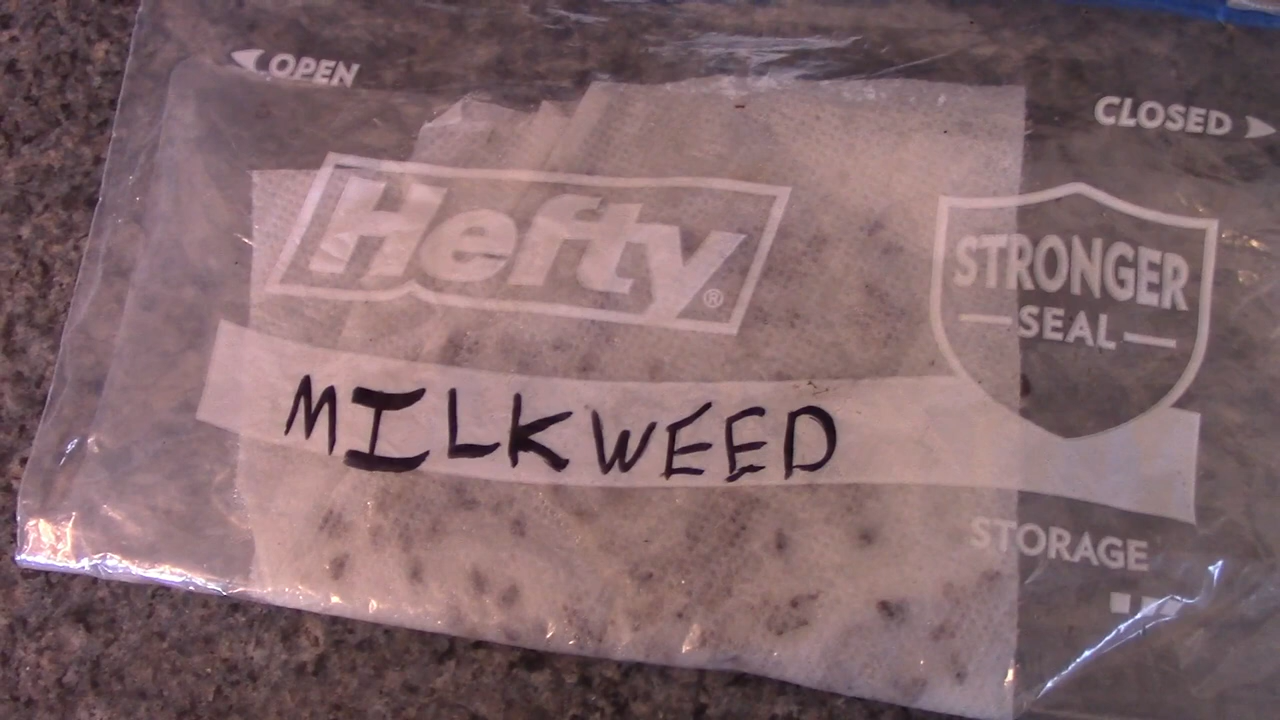 OPEN
CLOSED
Hefty®
STRONGER
SEAL
MILKWEED
STORAGE